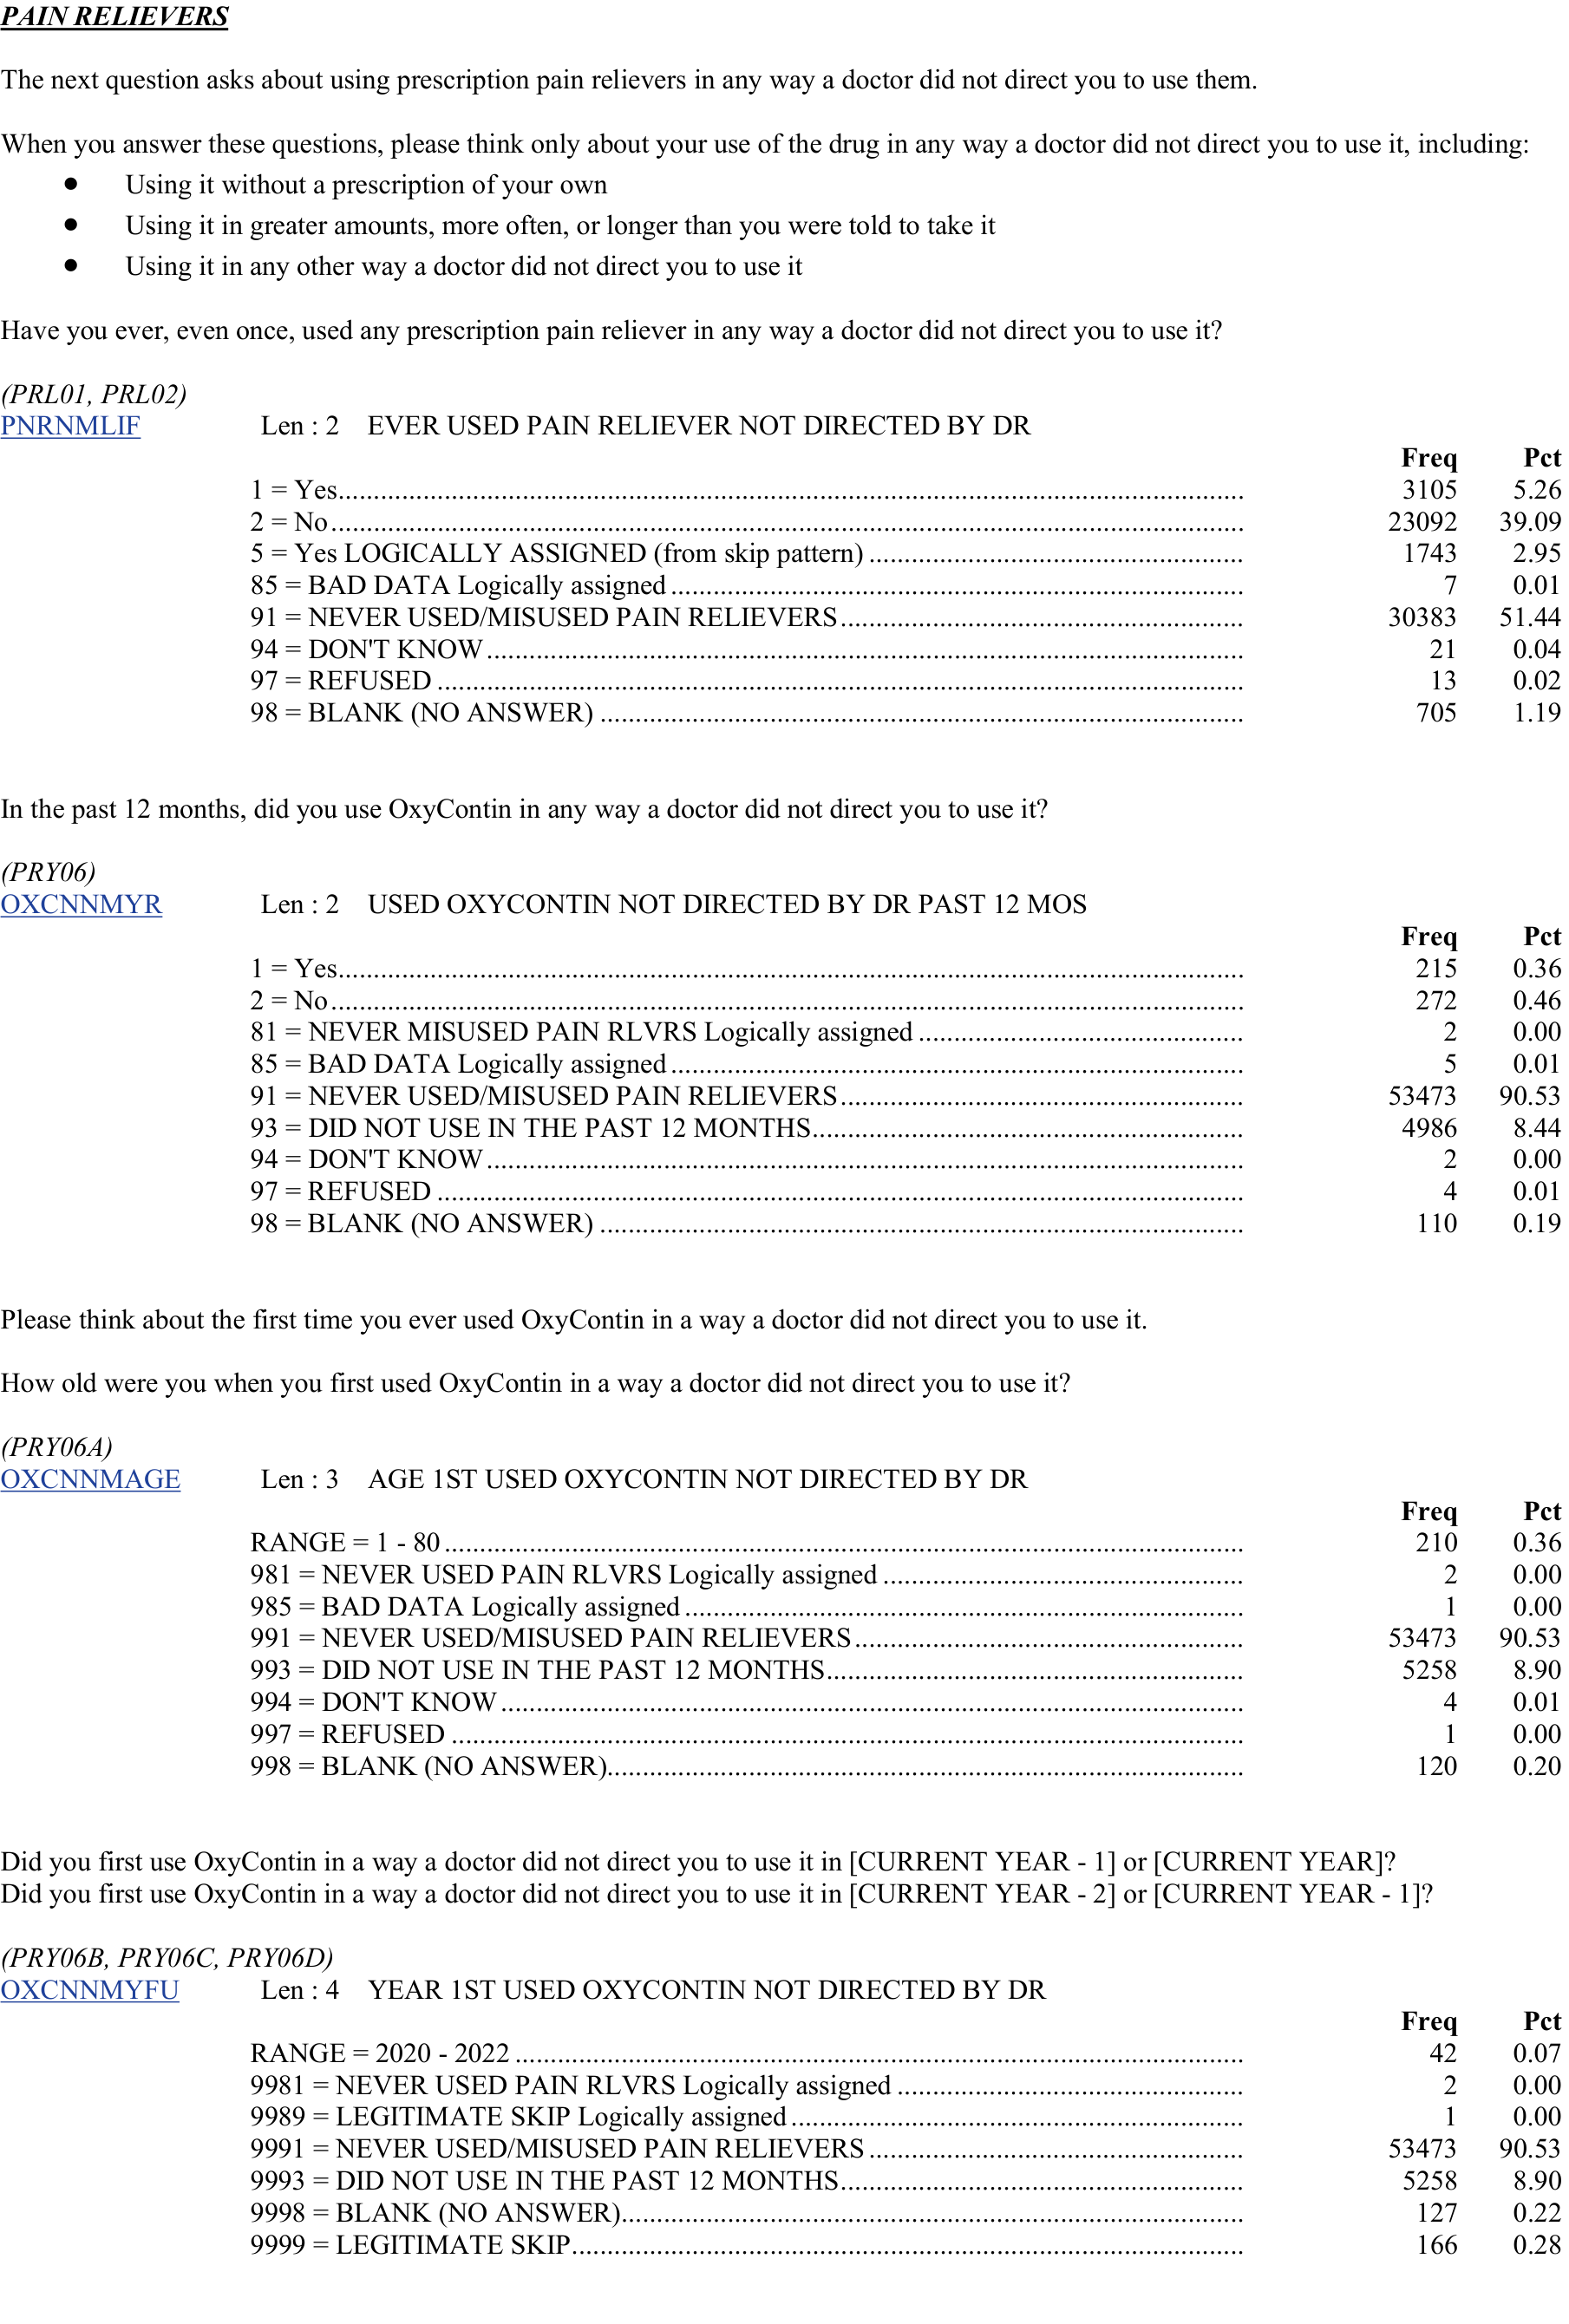 PAIN RELIEVERS
The next question asks about using prescription pain relievers in any way a doctor did not direct you to use them.
When you answer these questions, please think only about your use of the drug in any way a doctor did not direct you to use it, including:
● Using it without a prescription of your own
● Using it in greater amounts, more often, or longer than you were told to take it
● Using it in any other way a doctor did not direct you to use it
Have you ever, even once, used any prescription pain reliever in any way a doctor did not direct you to use it?
(PRL01, PRL02)
PNRNMLIF Len : 2 EVER USED PAIN RELIEVER NOT DIRECTED BY DR
Freq Pct
1 = Yes 3105 5.26
2 = No 23092 39.09
5 = Yes LOGICALLY ASSIGNED (from skip pattern) 1743 2.95
85 = BAD DATA Logically assigned 7 0.01
91 = NEVER USED/MISUSED PAIN RELIEVERS 30383 51.44
94 = DON'T KNOW 21 0.04
97 = REFUSED 13 0.02
98 = BLANK (NO ANSWER) 705 1.19
In the past 12 months, did you use OxyContin in any way a doctor did not direct you to use it?
(PRY06)
OXCNNMYR Len : 2 USED OXYCONTIN NOT DIRECTED BY DR PAST 12 MOS
Freq Pct
1 = Yes 215 0.36
2 = No 272 0.46
81 = NEVER MISUSED PAIN RLVRS Logically assigned 2 0.00
85 = BAD DATA Logically assigned 5 0.01
91 = NEVER USED/MISUSED PAIN RELIEVERS 53473 90.53
93 = DID NOT USE IN THE PAST 12 MONTHS 4986 8.44
94 = DON'T KNOW 2 0.00
97 = REFUSED 4 0.01
98 = BLANK (NO ANSWER) 110 0.19
Please think about the first time you ever used OxyContin in a way a doctor did not direct you to use it.
How old were you when you first used OxyContin in a way a doctor did not direct you to use it?
(PRY06A)
OXCNNMAGE Len : 3 AGE 1ST USED OXYCONTIN NOT DIRECTED BY DR
Freq Pct
RANGE = 1 - 80 210 0.36
981 = NEVER USED PAIN RLVRS Logically assigned 2 0.00
985 = BAD DATA Logically assigned 1 0.00
991 = NEVER USED/MISUSED PAIN RELIEVERS 53473 90.53
993 = DID NOT USE IN THE PAST 12 MONTHS 5258 8.90
994 = DON'T KNOW 4 0.01
997 = REFUSED 1 0.00
998 = BLANK (NO ANSWER) 120 0.20
Did you first use OxyContin in a way a doctor did not direct you to use it in [CURRENT YEAR - 1] or [CURRENT YEAR]?
Did you first use OxyContin in a way a doctor did not direct you to use it in [CURRENT YEAR - 2] or [CURRENT YEAR - 1]?
(PRY06B, PRY06C, PRY06D)
OXCNNMYFU Len : 4 YEAR 1ST USED OXYCONTIN NOT DIRECTED BY DR
Freq Pct
RANGE = 2020 - 2022 42 0.07
9981 = NEVER USED PAIN RLVRS Logically assigned 2 0.00
9989 = LEGITIMATE SKIP Logically assigned 1 0.00
9991 = NEVER USED/MISUSED PAIN RELIEVERS 53473 90.53
9993 = DID NOT USE IN THE PAST 12 MONTHS 5258 8.90
9998 = BLANK (NO ANSWER) 127 0.22
9999 = LEGITIMATE SKIP 166 0.28